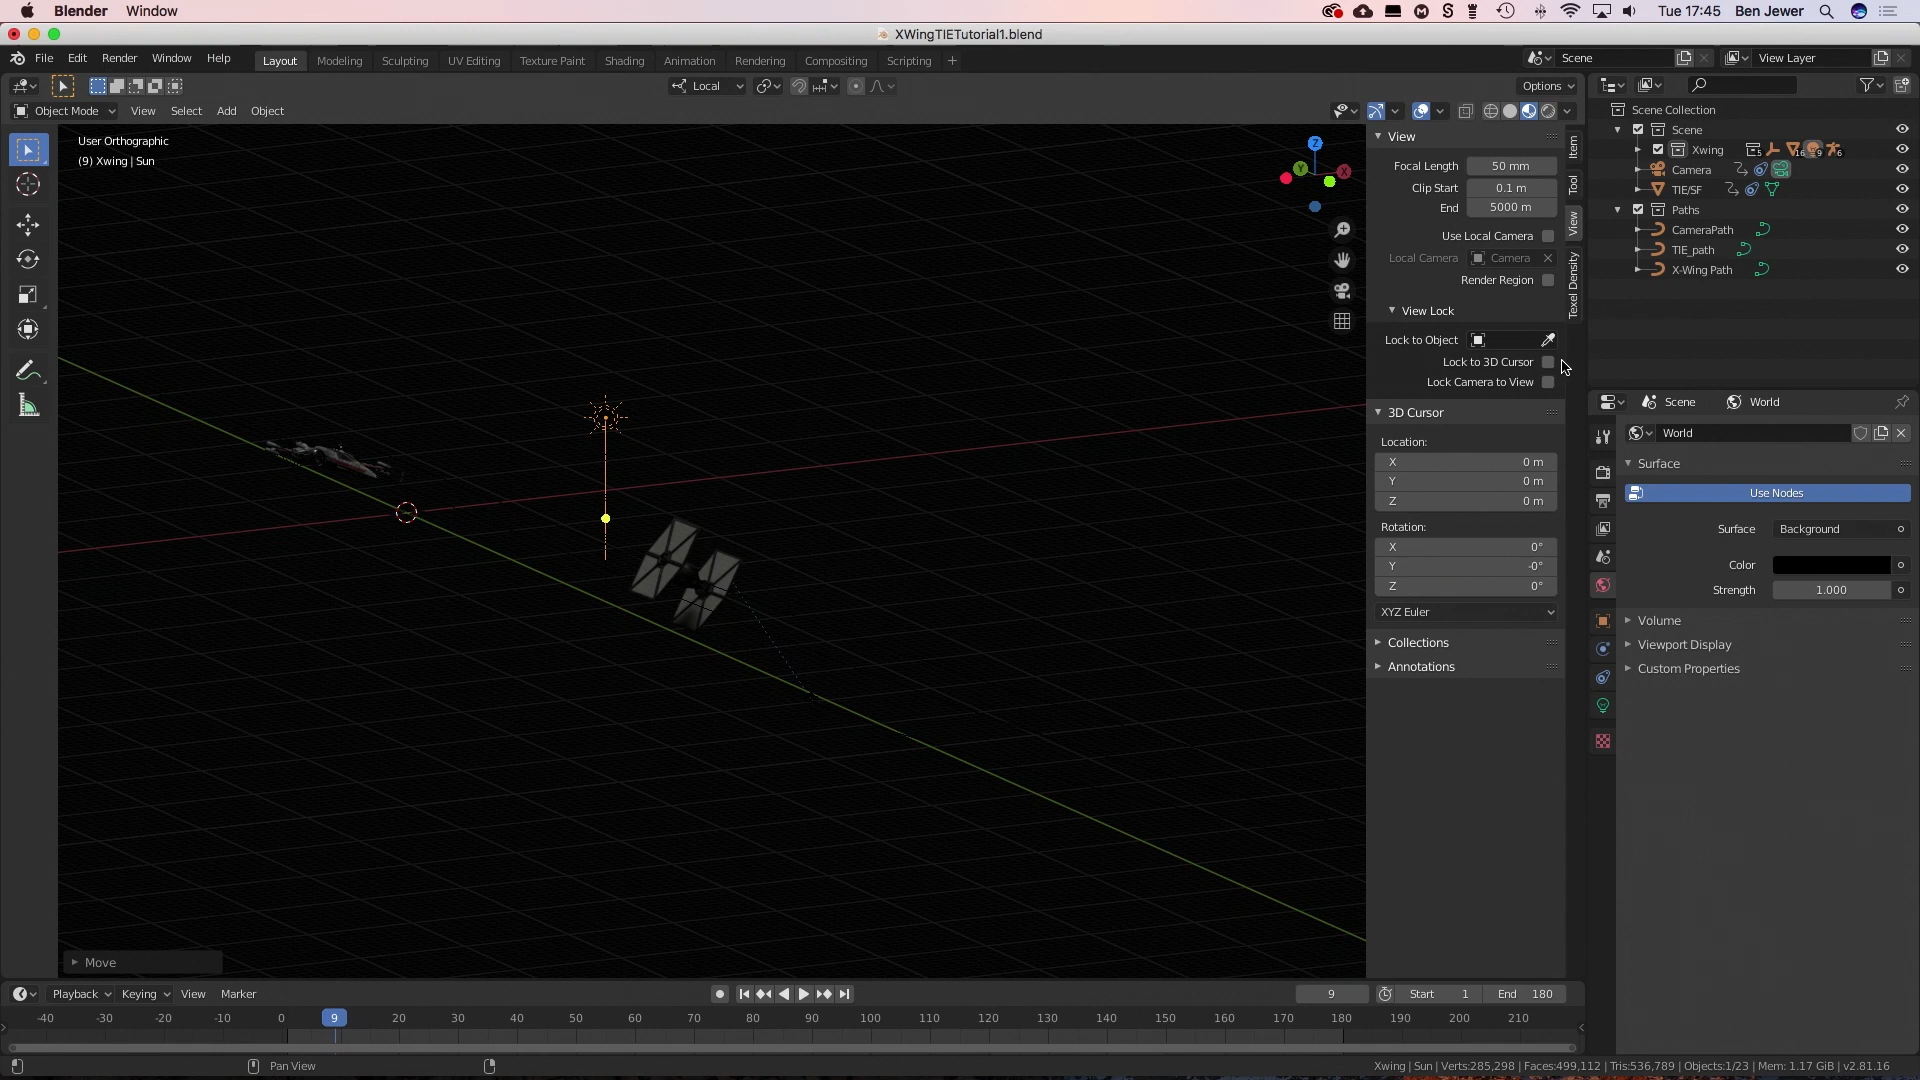 Blender Window Tue 17:45 Ben Jewer
XWingTIETutorial1.blend
File Edit Render Window Help Layout Modeling Sculpting UV Editing Texture Paint Shading Animation Rendering Compositing Scripting + Scene View Layer
Local Options
Object Mode View Select Add Object
User Orthographic
(9) Xwing | Sun
Z
Y
X
View
Focal Length 50 mm
Clip Start 0.1 m
End 5000 m
Use Local Camera
Local Camera Camera
Render Region
View Lock
Lock to Object
Lock to 3D Cursor
Lock Camera to View
3D Cursor
Location:
X 0 m
Y 0 m
Z 0 m
Rotation:
X 0°
Y -0°
Z 0°
XYZ Euler
Collections
Annotations
Item
Tool
View
Texel Density
Scene Collection
Scene
Xwing 5 16 9 6
Camera
TIE/SF
Paths
CameraPath
TIE_path
X-Wing Path
Scene World
World
Surface
Use Nodes
Surface Background
Color
Strength 1.000
Volume
Viewport Display
Custom Properties
Move
Playback Keying View Marker 9 Start 1 End 180
-40 -30 -20 -10 0 9 20 30 40 50 60 70 80 90 100 110 120 130 140 150 160 170 180 190 200 210
Pan View
Xwing | Sun | Verts:285,298 | Faces:499,112 | Tris:536,789 | Objects:1/23 | Mem: 1.17 GiB | v2.81.16